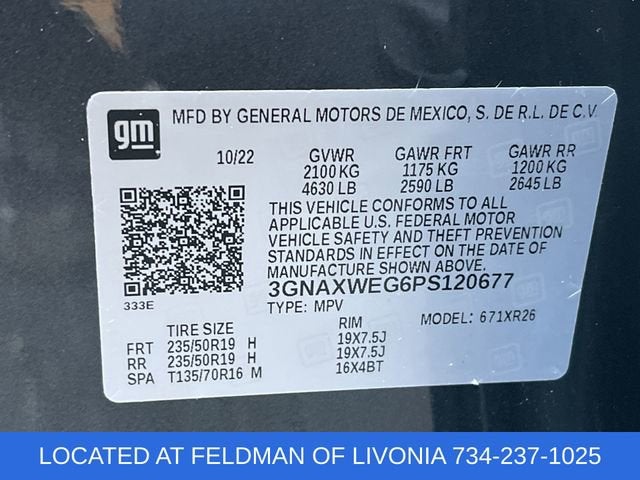 gm
MFD BY GENERAL MOTORS DE MEXICO, S. DE R.L. DE C.V.
10/22 GVWR GAWR FRT GAWR RR
2100 KG 1175 KG 1200 KG
4630 LB 2590 LB 2645 LB
THIS VEHICLE CONFORMS TO ALL
APPLICABLE U.S. FEDERAL MOTOR
VEHICLE SAFETY AND THEFT PREVENTION
STANDARDS IN EFFECT ON THE DATE OF
MANUFACTURE SHOWN ABOVE.
333E
3GNAXWEG6PS120677
TYPE: MPV MODEL: 671XR26
TIRE SIZE RIM
FRT 235/50R19 H 19X7.5J
RR 235/50R19 H 19X7.5J
SPA T135/70R16 M 16X4BT
LOCATED AT FELDMAN OF LIVONIA 734-237-1025